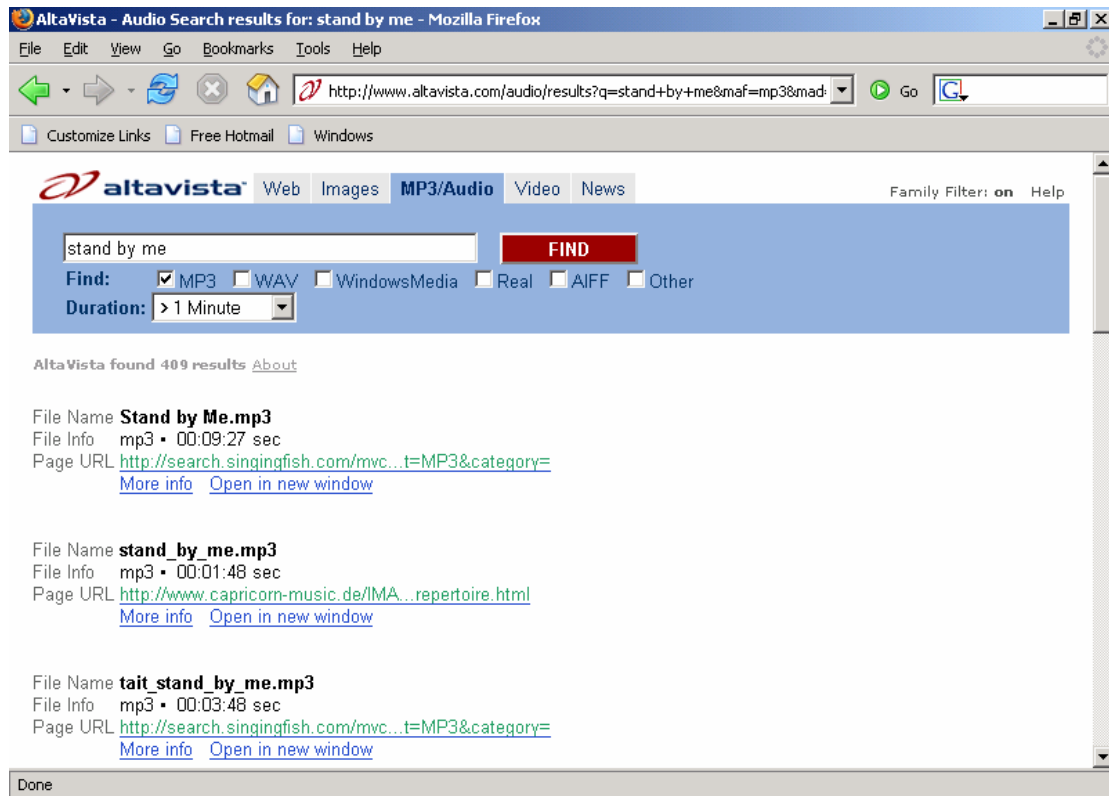 AltaVista - Audio Search results for: stand by me - Mozilla Firefox
File Edit View Go Bookmarks Tools Help
http://www.altavista.com/audio/results?q=stand+by+me&maf=mp3&mad Go G
Customize Links Free Hotmail Windows
altavista Web Images MP3/Audio Video News Family Filter: on Help
stand by me FIND
Find: MP3 WAV WindowsMedia Real AIFF Other
Duration: > 1 Minute
AltaVista found 409 results About
File Name Stand by Me.mp3
File Info mp3 • 00:09:27 sec
Page URL http://search.singingfish.com/mvc...t=MP3&category=
More info Open in new window
File Name stand_by_me.mp3
File Info mp3 • 00:01:48 sec
Page URL http://www.capricorn-music.de/IMA...repertoire.html
More info Open in new window
File Name tait_stand_by_me.mp3
File Info mp3 • 00:03:48 sec
Page URL http://search.singingfish.com/mvc...t=MP3&category=
More info Open in new window
Done